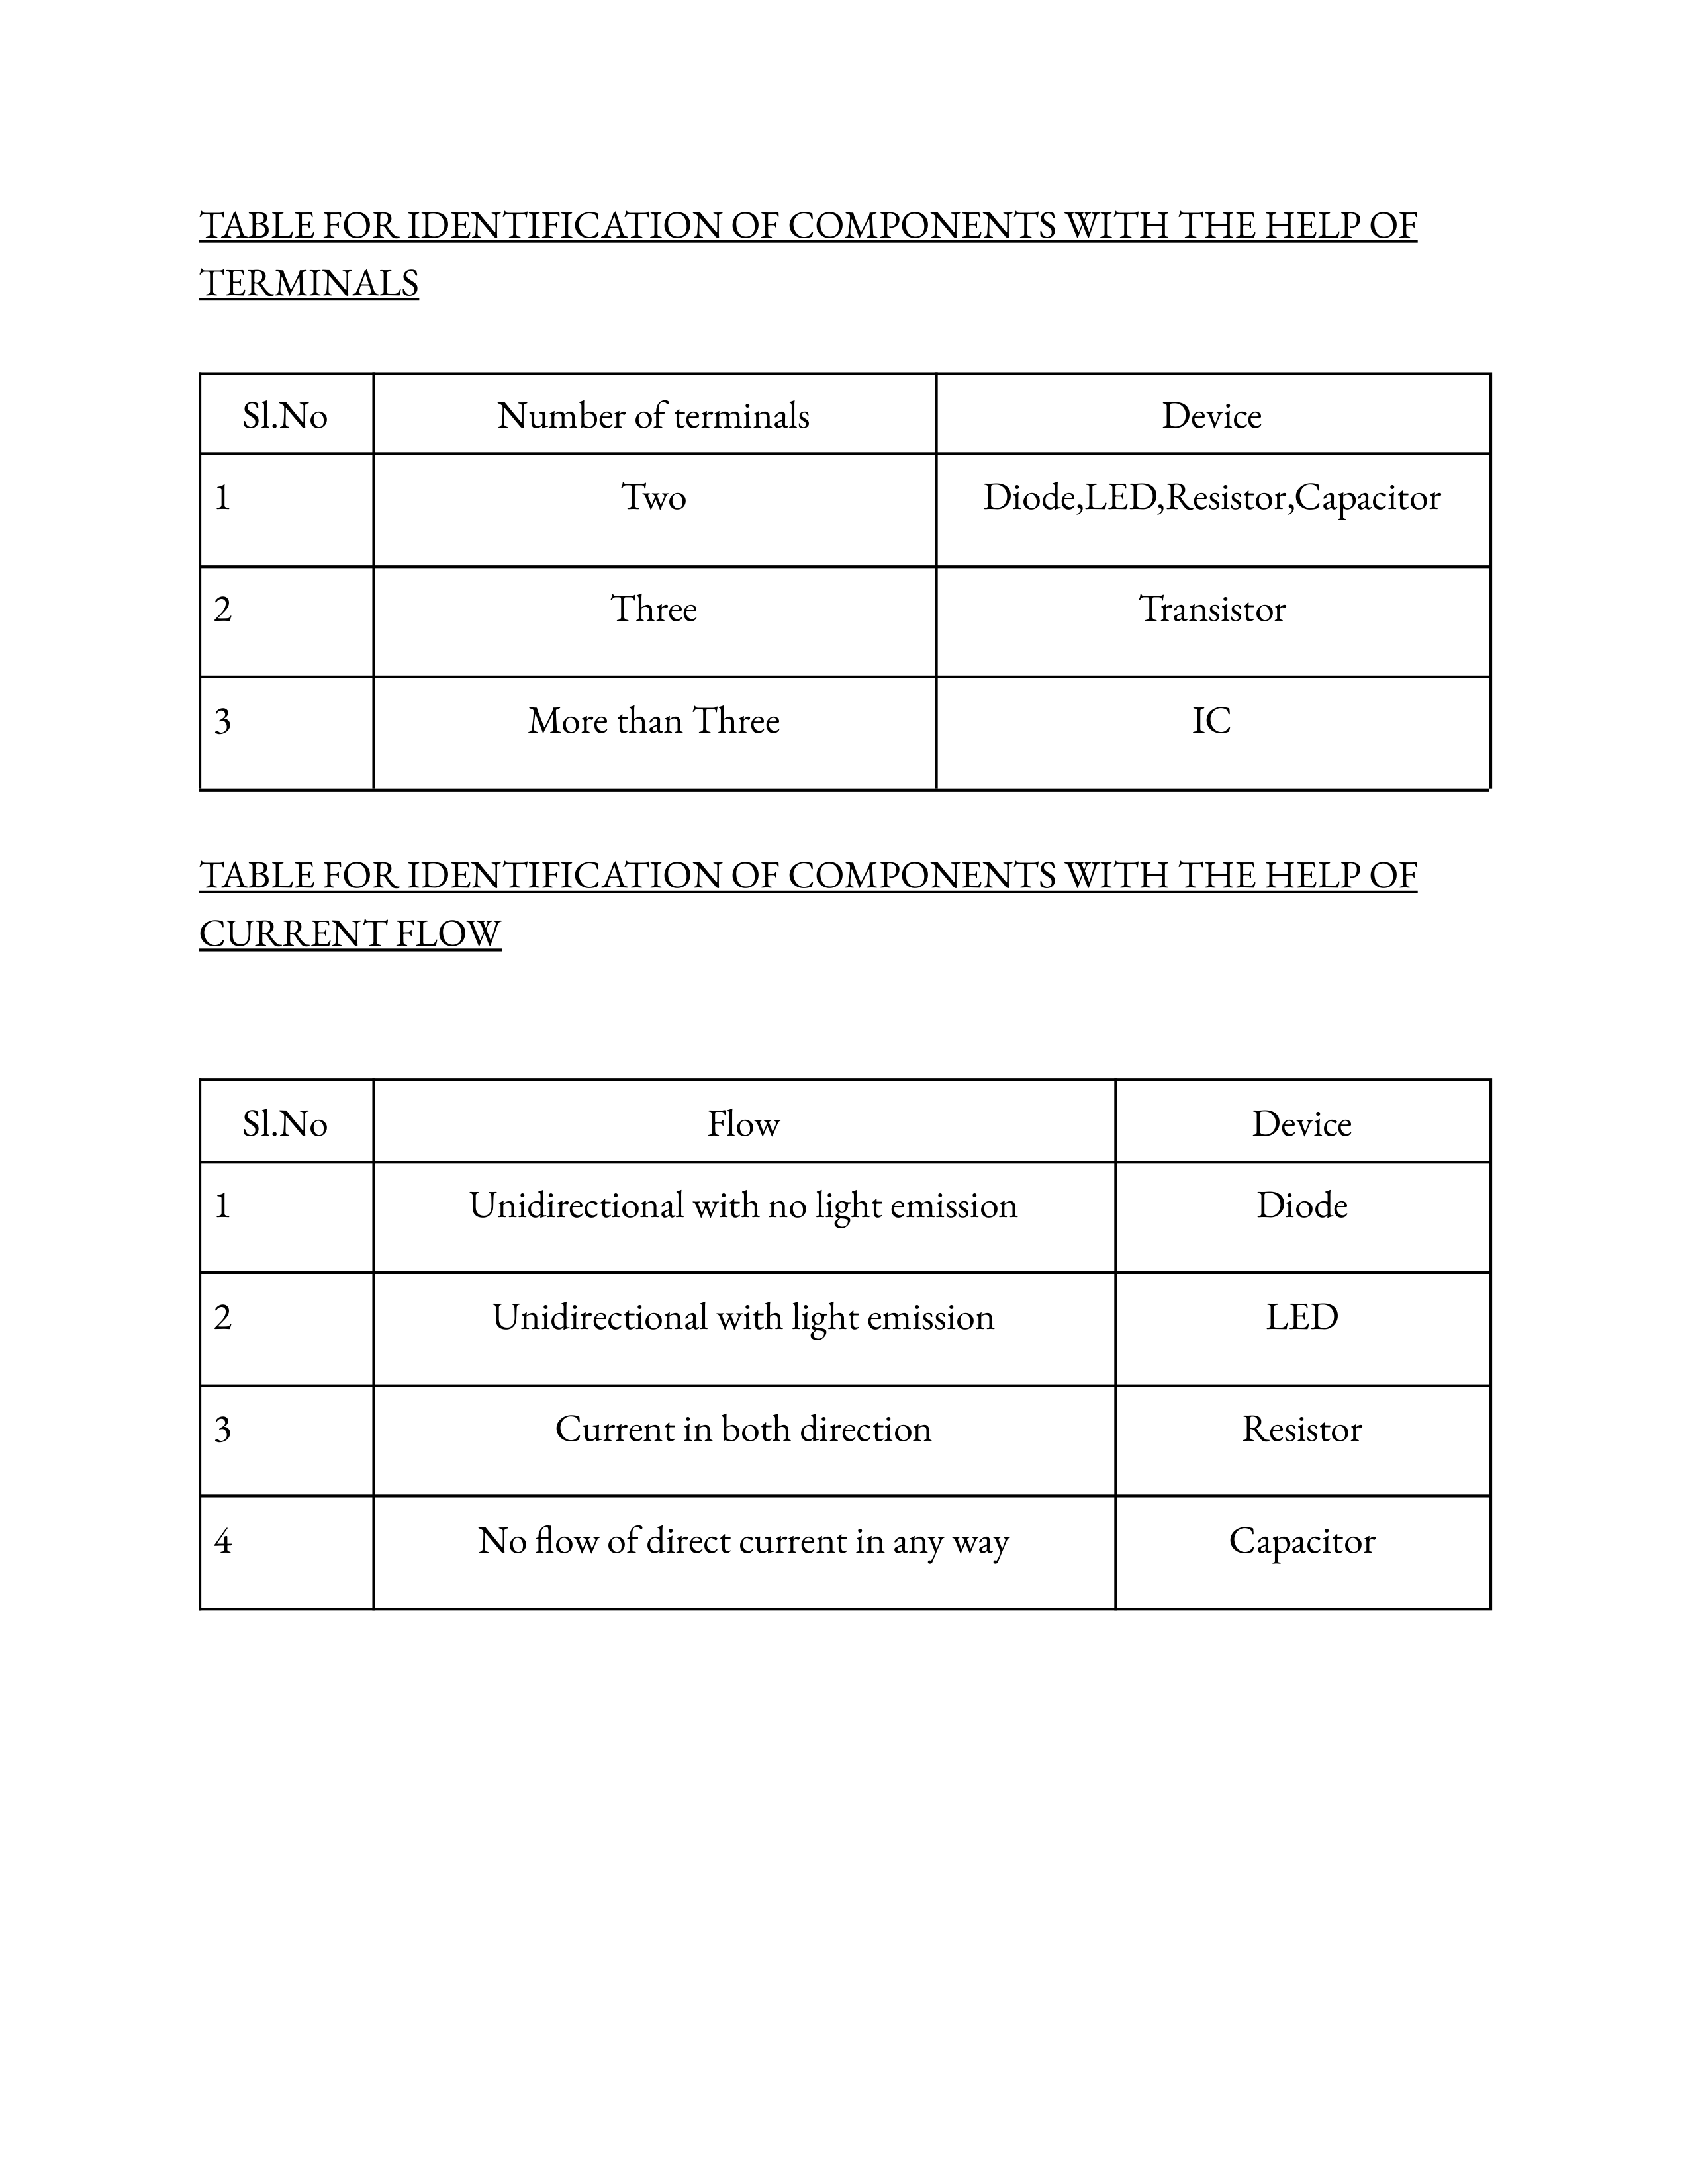 TABLE FOR IDENTIFICATION OF COMPONENTS WITH THE HELP OF
TERMINALS
Sl.No Number of terminals Device
1 Two Diode,LED,Resistor,Capacitor
2 Three Transistor
3 More than Three IC
TABLE FOR IDENTIFICATION OF COMPONENTS WITH THE HELP OF
CURRENT FLOW
Sl.No Flow Device
1 Unidirectional with no light emission Diode
2 Unidirectional with light emission LED
3 Current in both direction Resistor
4 No flow of direct current in any way Capacitor